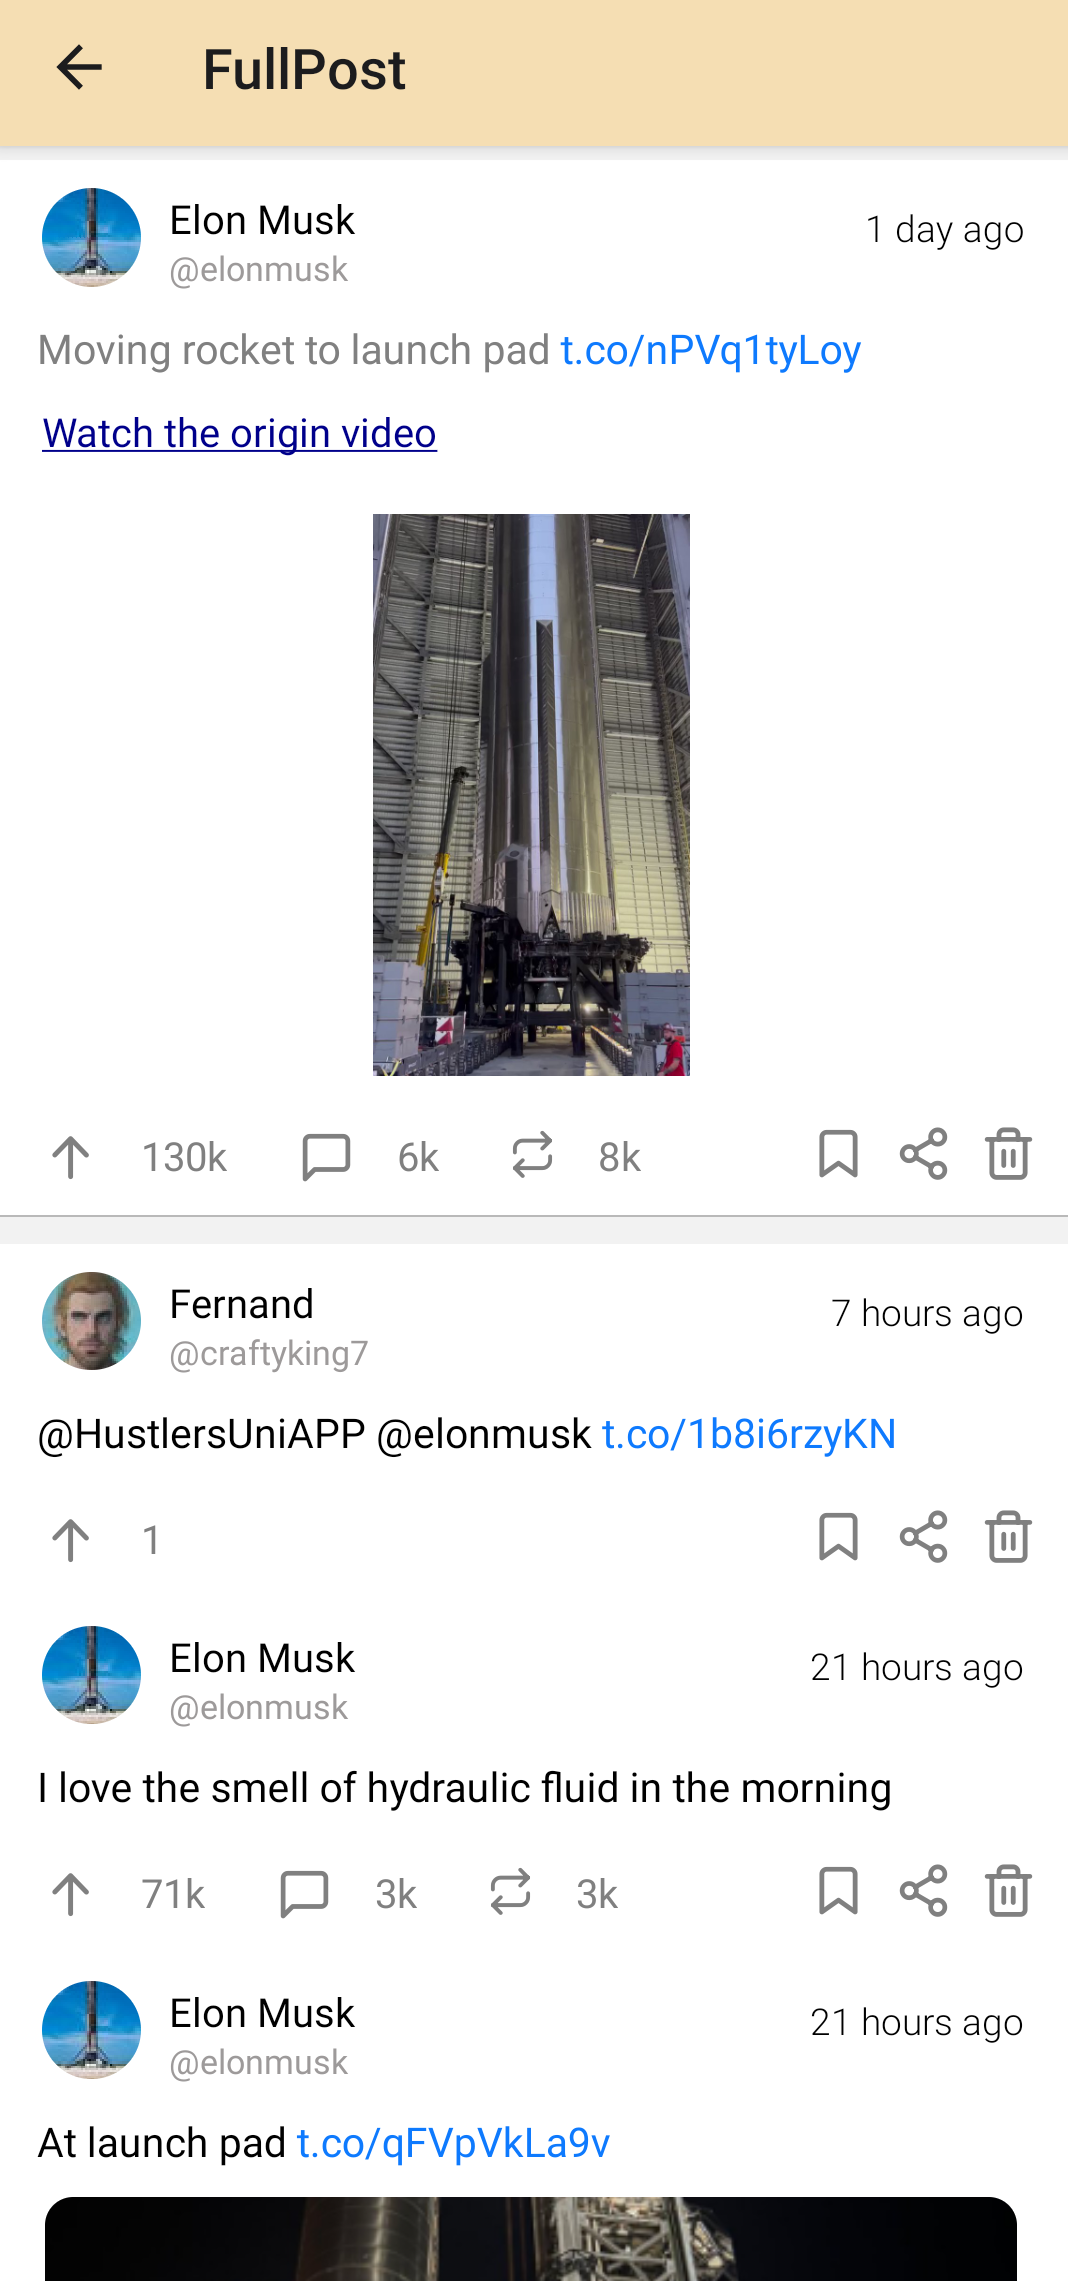 FullPost
Elon Musk
1 day ago
@elonmusk
Moving rocket to launch pad t.co/nPVq1tyLoy
Watch the origin video
130k 6k 8k
Fernand
7 hours ago
@craftyking7
@HustlersUniAPP @elonmusk t.co/1b8i6rzyKN
1
Elon Musk
21 hours ago
@elonmusk
I love the smell of hydraulic fluid in the morning
71k 3k 3k
Elon Musk
21 hours ago
@elonmusk
At launch pad t.co/qFVpVkLa9v